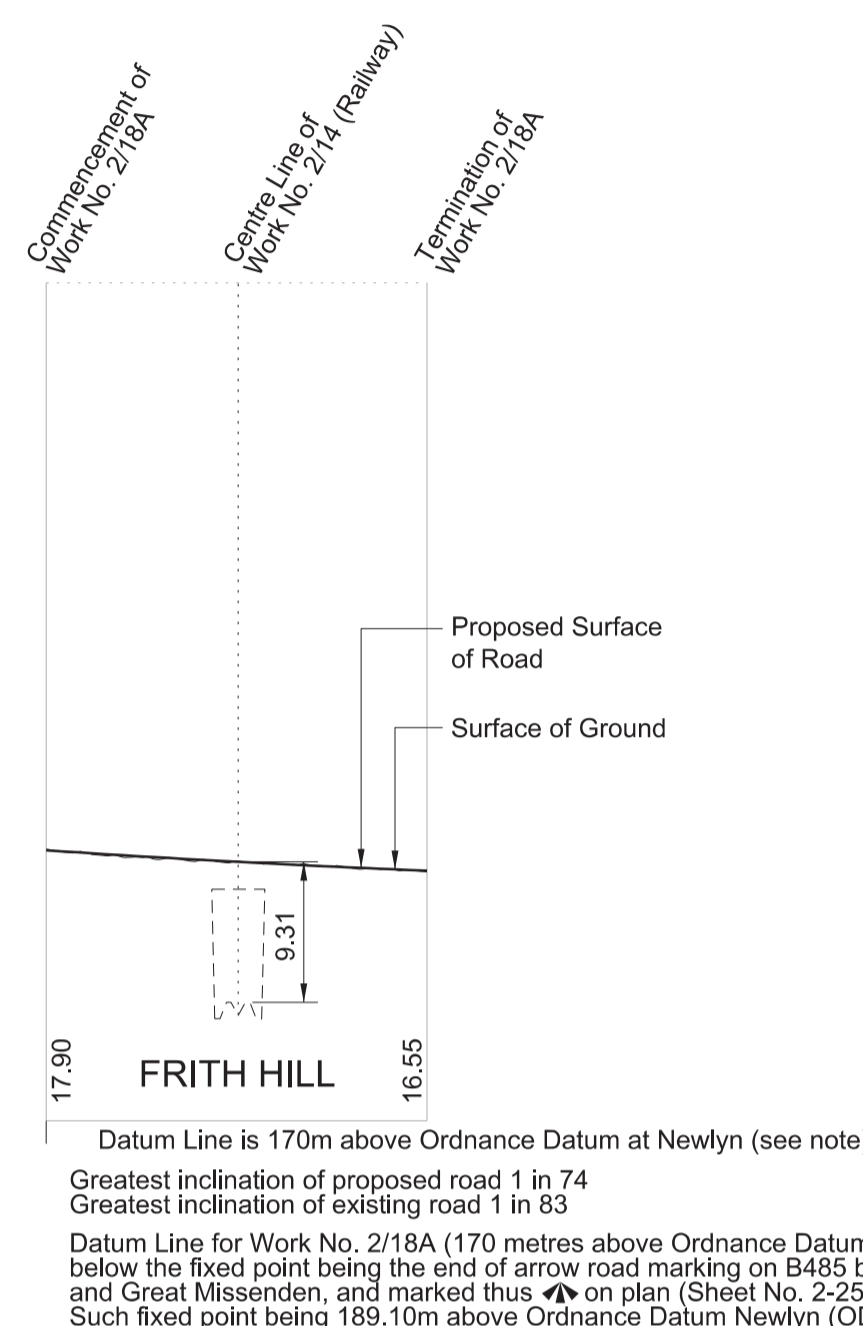 Commencement of
Work No. 2/18A
Centre Line of
Work No. 2/14 (Railway)
Termination of
Work No. 2/18A
Proposed Surface
of Road
Surface of Ground
9.31
17.90
FRITH HILL
16.55
Datum Line is 170m above Ordnance Datum at Newlyn (see note
Greatest inclination of proposed road 1 in 74
Greatest inclination of existing road 1 in 83
Datum Line for Work No. 2/18A (170 metres above Ordnance Datum
below the fixed point being the end of arrow road marking on B485
and Great Missenden, and marked thus on plan (Sheet No. 2-25
Such fixed point being 189.10m above Ordnance Datum Newlyn